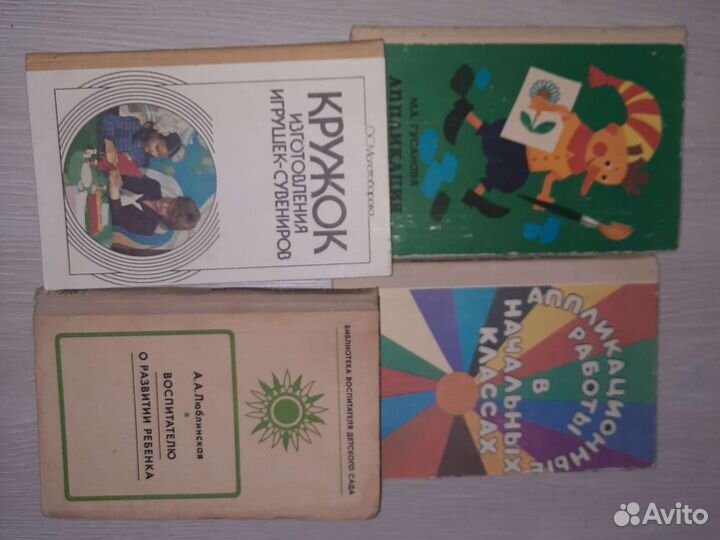 О.С.Молотобарова
КРУЖОК
ИЗГОТОВЛЕНИЯ
ИГРУШЕК-СУВЕНИРОВ
М.А. ГУСАКОВА
АППЛИКАЦИЯ
БИБЛИОТЕКА ВОСПИТАТЕЛЯ ДЕТСКОГО САДА
А.А.Люблинская
ВОСПИТАТЕЛЮ
О РАЗВИТИИ РЕБЕНКА
АППЛИКАЦИОННЫЕ
РАБОТЫ
В
НАЧАЛЬНЫХ
КЛАССАХ
Avito